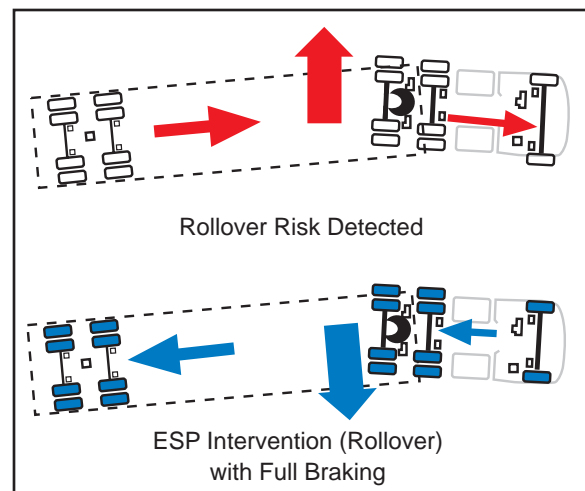 Rollover Risk Detected
ESP Intervention (Rollover)
with Full Braking